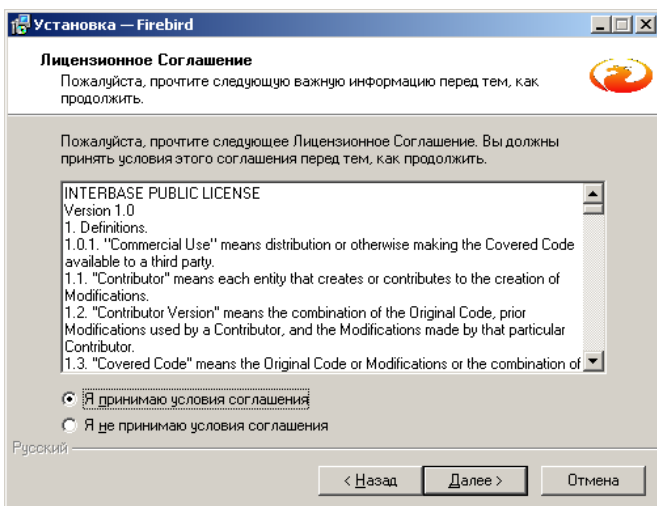 Установка — Firebird
Лицензионное Соглашение
Пожалуйста, прочтите следующую важную информацию перед тем, как
продолжить.
Пожалуйста, прочтите следующее Лицензионное Соглашение. Вы должны
принять условия этого соглашения перед тем, как продолжить.
INTERBASE PUBLIC LICENSE
Version 1.0
1. Definitions.
1.0.1. "Commercial Use" means distribution or otherwise making the Covered Code
available to a third party.
1.1. "Contributor" means each entity that creates or contributes to the creation of
Modifications.
1.2. "Contributor Version" means the combination of the Original Code, prior
Modifications used by a Contributor, and the Modifications made by that particular
Contributor.
1.3. "Covered Code" means the Original Code or Modifications or the combination of
Я принимаю условия соглашения
Я не принимаю условия соглашения
Русский
< Назад Далее > Отмена